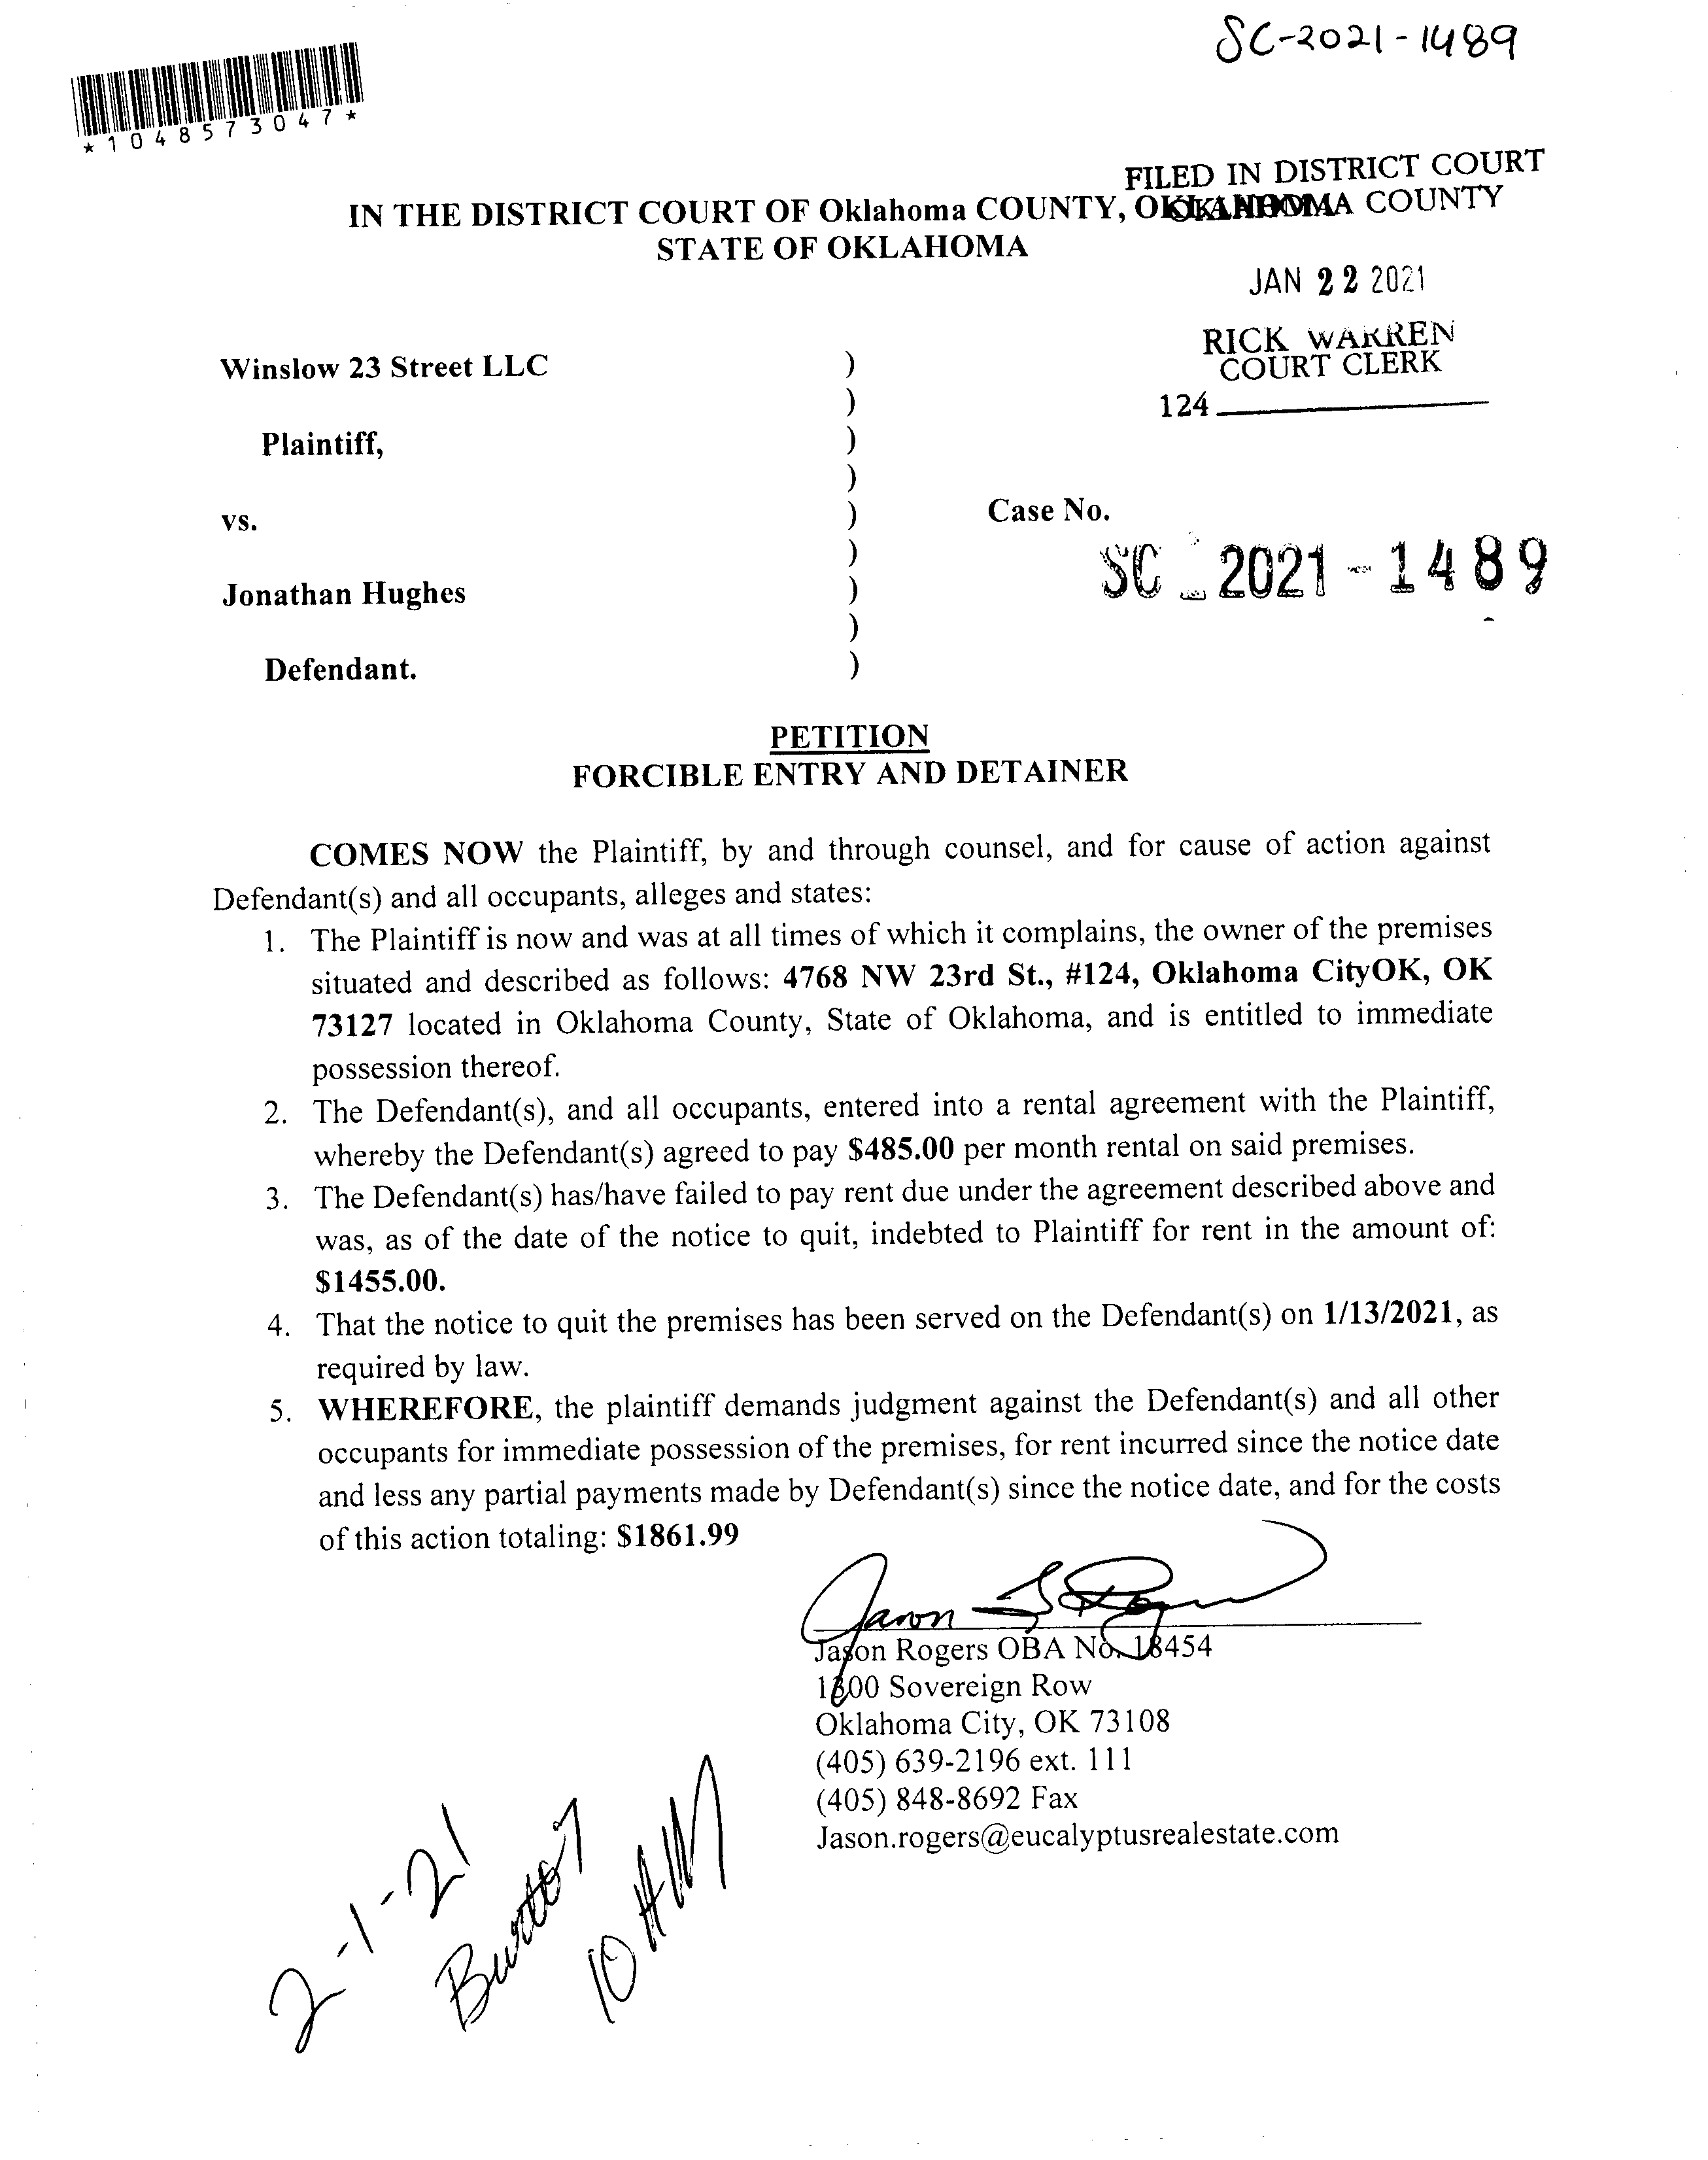 SC-2021-1489
*1048573047*
FILED IN DISTRICT COURT
OKLAHOMA COUNTY
IN THE DISTRICT COURT OF Oklahoma COUNTY,
STATE OF OKLAHOMA
JAN 22 2021
RICK WARREN
COURT CLERK
124
Winslow 23 Street LLC )
)
Plaintiff, )
)
vs. ) Case No.
) SC - 2021 - 1489
Jonathan Hughes )
)
Defendant. )
PETITION
FORCIBLE ENTRY AND DETAINER
COMES NOW the Plaintiff, by and through counsel, and for cause of action against
Defendant(s) and all occupants, alleges and states:
1. The Plaintiff is now and was at all times of which it complains, the owner of the premises
situated and described as follows: 4768 NW 23rd St., #124, Oklahoma CityOK, OK
73127 located in Oklahoma County, State of Oklahoma, and is entitled to immediate
possession thereof.
2. The Defendant(s), and all occupants, entered into a rental agreement with the Plaintiff,
whereby the Defendant(s) agreed to pay $485.00 per month rental on said premises.
3. The Defendant(s) has/have failed to pay rent due under the agreement described above and
was, as of the date of the notice to quit, indebted to Plaintiff for rent in the amount of:
$1455.00.
4. That the notice to quit the premises has been served on the Defendant(s) on 1/13/2021, as
required by law.
5. WHEREFORE, the plaintiff demands judgment against the Defendant(s) and all other
occupants for immediate possession of the premises, for rent incurred since the notice date
and less any partial payments made by Defendant(s) since the notice date, and for the costs
of this action totaling: $1861.99
Jason Rogers OBA No. 18454
Sovereign Row
Oklahoma City, OK 73108
(405) 639-2196 ext. 111
(405) 848-8692 Fax
Jason.rogers@eucalyptusrealestate.com
2-1-21
10 AM